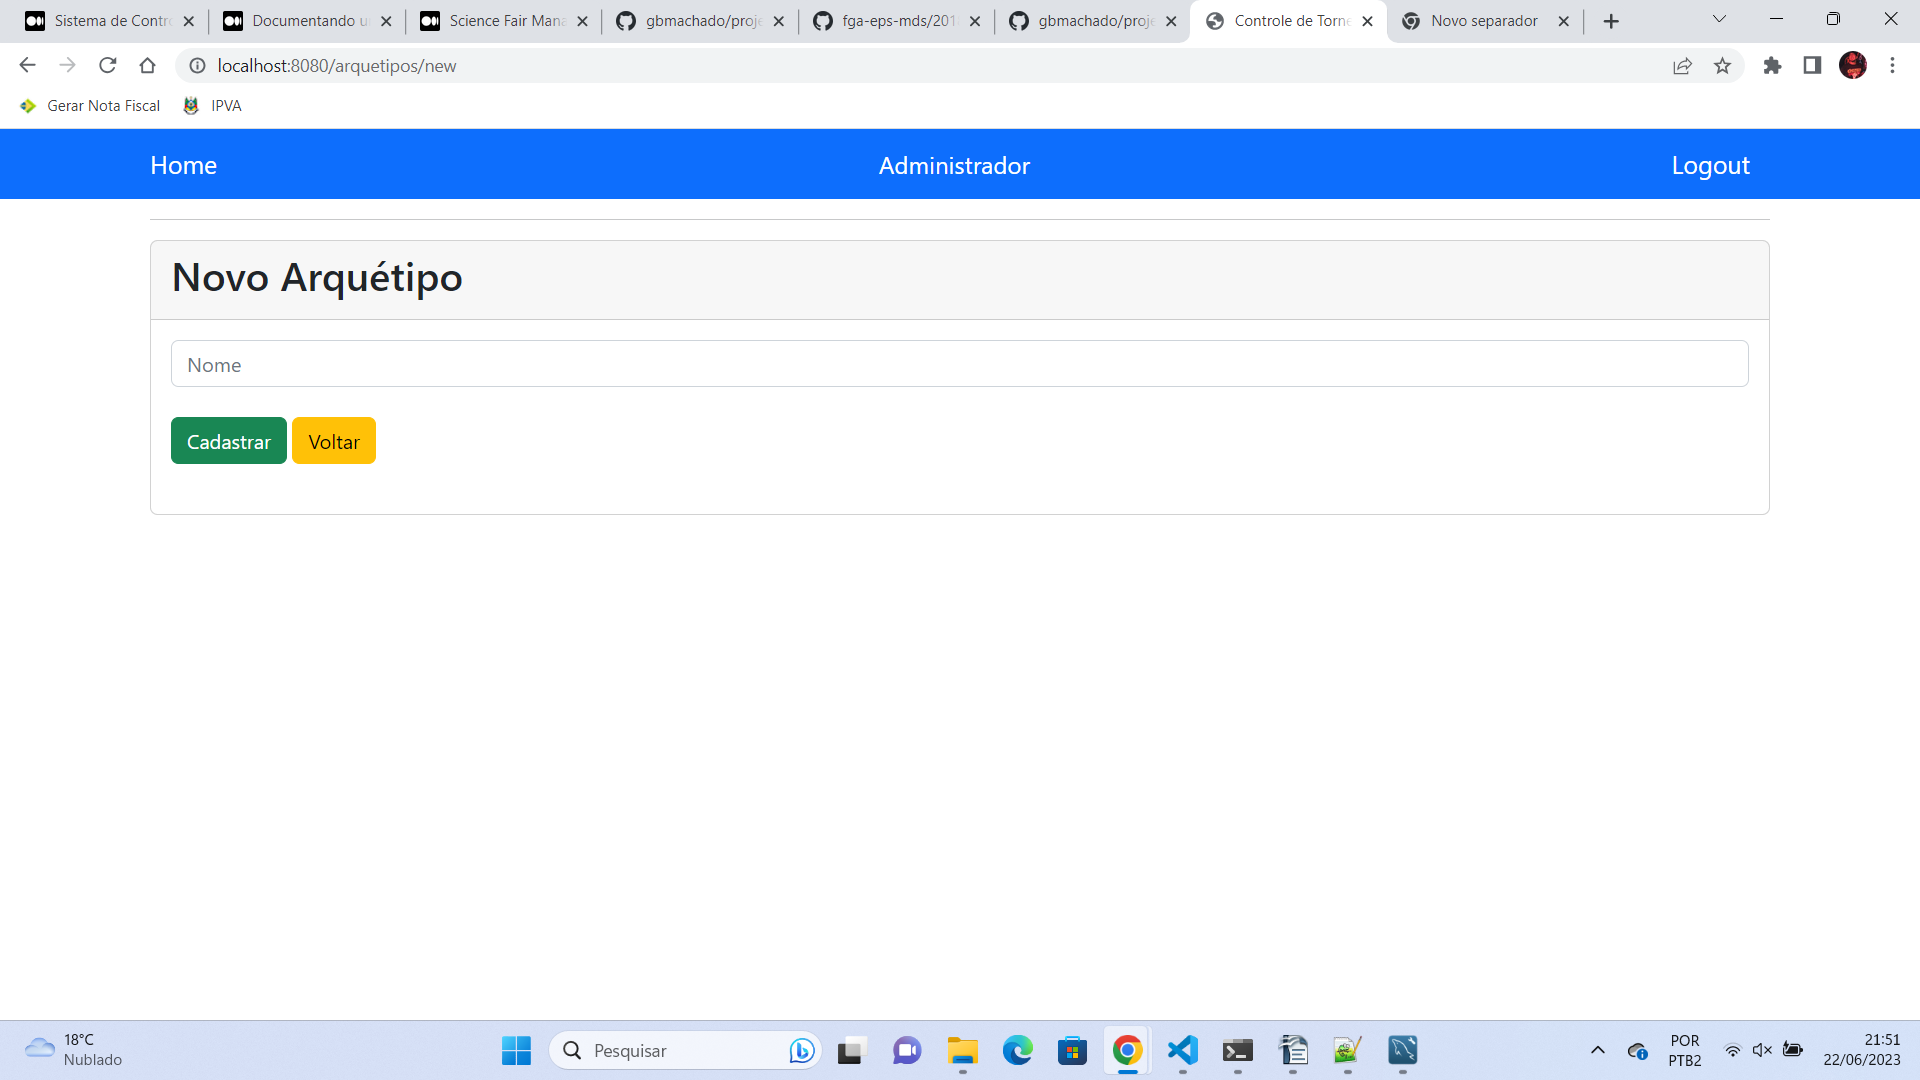 Sistema de Contro
Documentando u
Science Fair Mana
gbmachado/proje
fga-eps-mds/201
gbmachado/proje
Controle de Torne
Novo separador
localhost:8080/arquetipos/new
Gerar Nota Fiscal
IPVA
Home
Administrador
Logout
Novo Arquétipo
Nome
Cadastrar
Voltar
18°C
Nublado
Pesquisar
POR
PTB2
21:51
22/06/2023